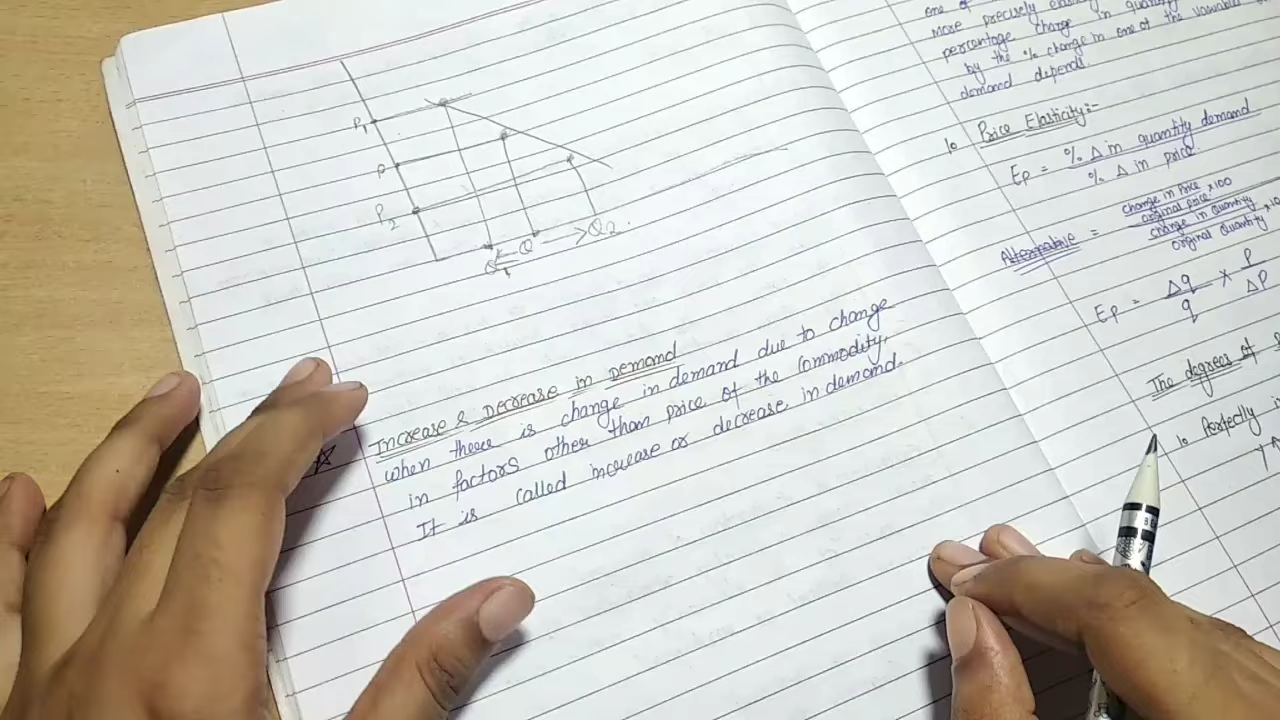 P1
P
P2
Q1 ← Q → Q2
Increase & Decrease in Demand
when there is change in demand due to change
in factors other than price of the commodity.
It is called increase or decrease in demand.
one of
more precisely
percentage change in quantity
by the % change in one of the variable
demand depends.
1. Price Elasticity:-
Ep = % Δ in quantity demand
% Δ in price
change in Price ×100
original price
Alternative =
change in quantity
original Quantity ×10
Ep = Δq/q × P/ΔP
The degrees of
1. Perfectly